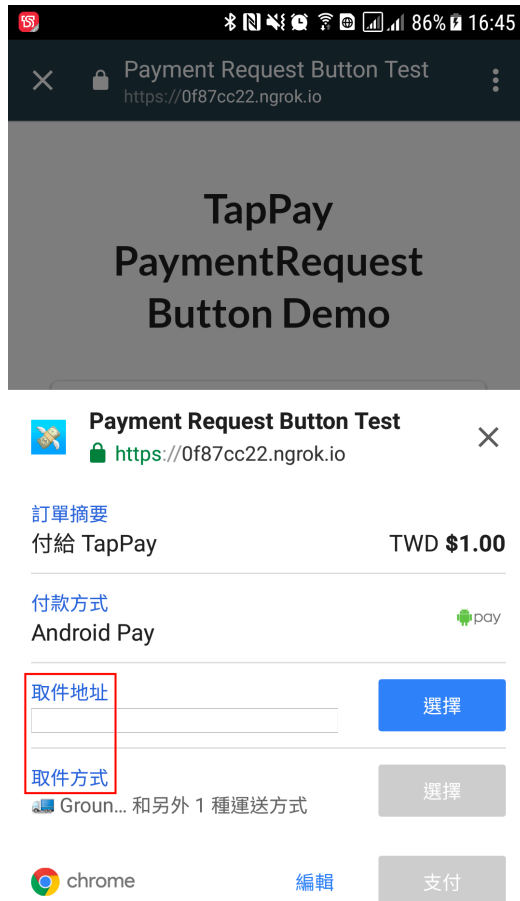 86% 16:45
Payment Request Button Test
https://0f87cc22.ngrok.io
TapPay
PaymentRequest
Button Demo
Payment Request Button Test
https://0f87cc22.ngrok.io
訂單摘要
付給 TapPay TWD $1.00
付款方式
Android Pay
pay
取件地址
選擇
取件方式
選擇
Groun... 和另外 1 種運送方式
chrome 編輯 支付